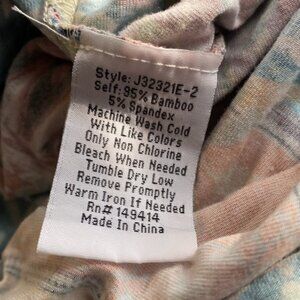 Style: J32321E-2
Self: 95% Bamboo
5% Spandex
Machine Wash Cold
With Like Colors
Only Non Chlorine
Bleach When Needed
Tumble Dry Low
Remove Promptly
Warm Iron If Needed
Rn# 149414
Made In China